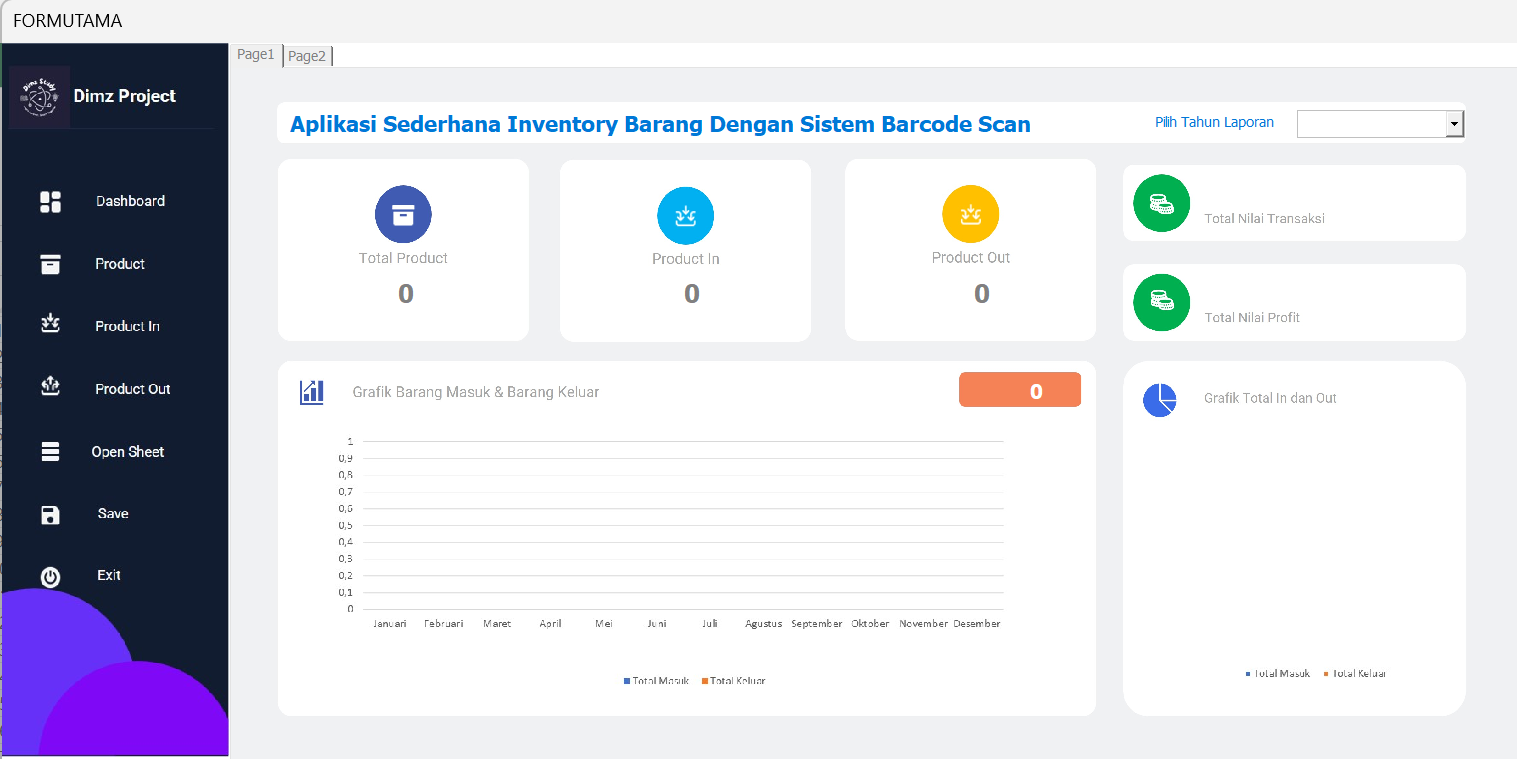 FORMUTAMA
Page1 Page2
Dimz Study
Dimz Project
Dashboard
Product
Product In
Product Out
Open Sheet
Save
Exit
Aplikasi Sederhana Inventory Barang Dengan Sistem Barcode Scan
Pilih Tahun Laporan
Total Product
0
Product In
0
Product Out
0
Total Nilai Transaksi
Total Nilai Profit
Grafik Barang Masuk & Barang Keluar
0
1
0,9
0,8
0,7
0,6
0,5
0,4
0,3
0,2
0,1
0
Januari Februari Maret April Mei Juni Juli Agustus September Oktober November Desember
Total Masuk Total Keluar
Grafik Total In dan Out
Total Masuk Total Keluar